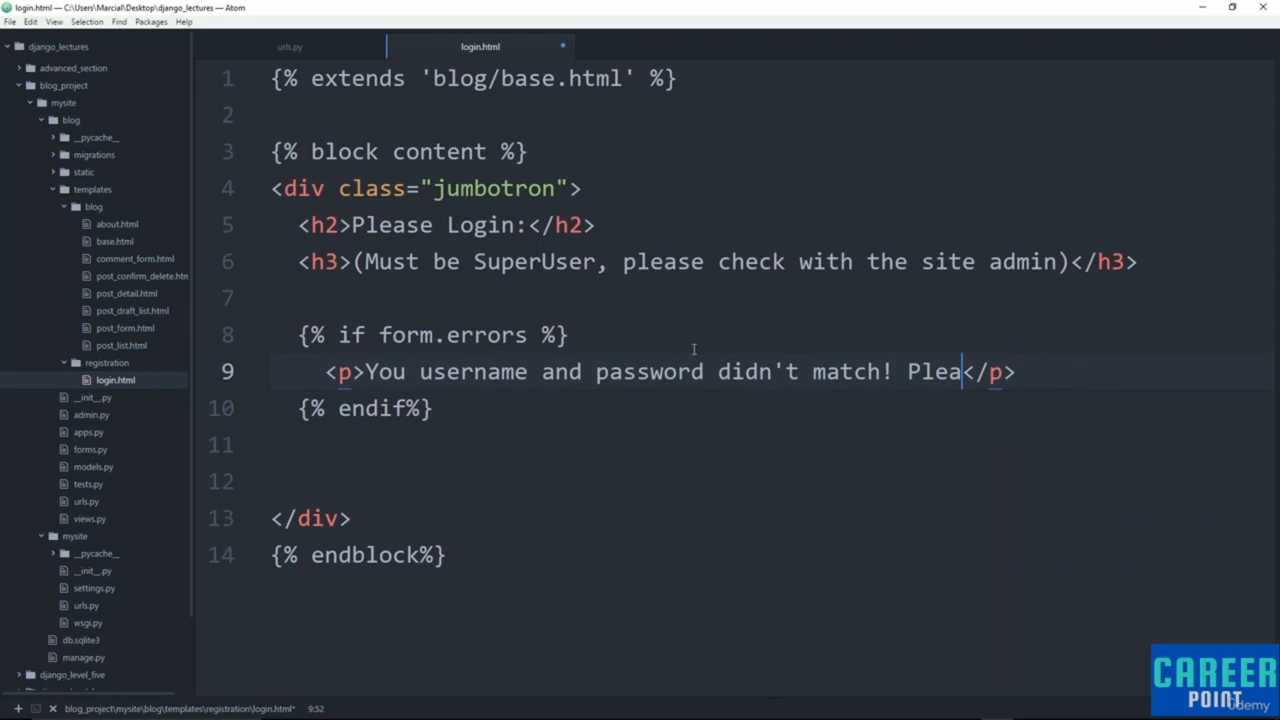 login.html — C:\Users\Marcial\Desktop\django_lectures — Atom
File Edit View Selection Find Packages Help
django_lectures
advanced_section
blog_project
mysite
blog
__pycache__
migrations
static
templates
blog
about.html
base.html
comment_form.html
post_confirm_delete.htm
post_detail.html
post_draft_list.html
post_form.html
post_list.html
registration
login.html
__init__.py
admin.py
apps.py
forms.py
models.py
tests.py
urls.py
views.py
mysite
__pycache__
__init__.py
settings.py
urls.py
wsgi.py
db.sqlite3
manage.py
django_level_five
urls.py login.html
1 {% extends 'blog/base.html' %}
2
3 {% block content %}
4 <div class="jumbotron">
5 <h2>Please Login:</h2>
6 <h3>(Must be SuperUser, please check with the site admin)</h3>
7
8 {% if form.errors %}
9 <p>You username and password didn't match! Plea</p>
10 {% endif%}
11
12
13 </div>
14 {% endblock%}
blog_project\mysite\blog\templates\registration\login.html* 9:52
CAREER
POINT
Udemy